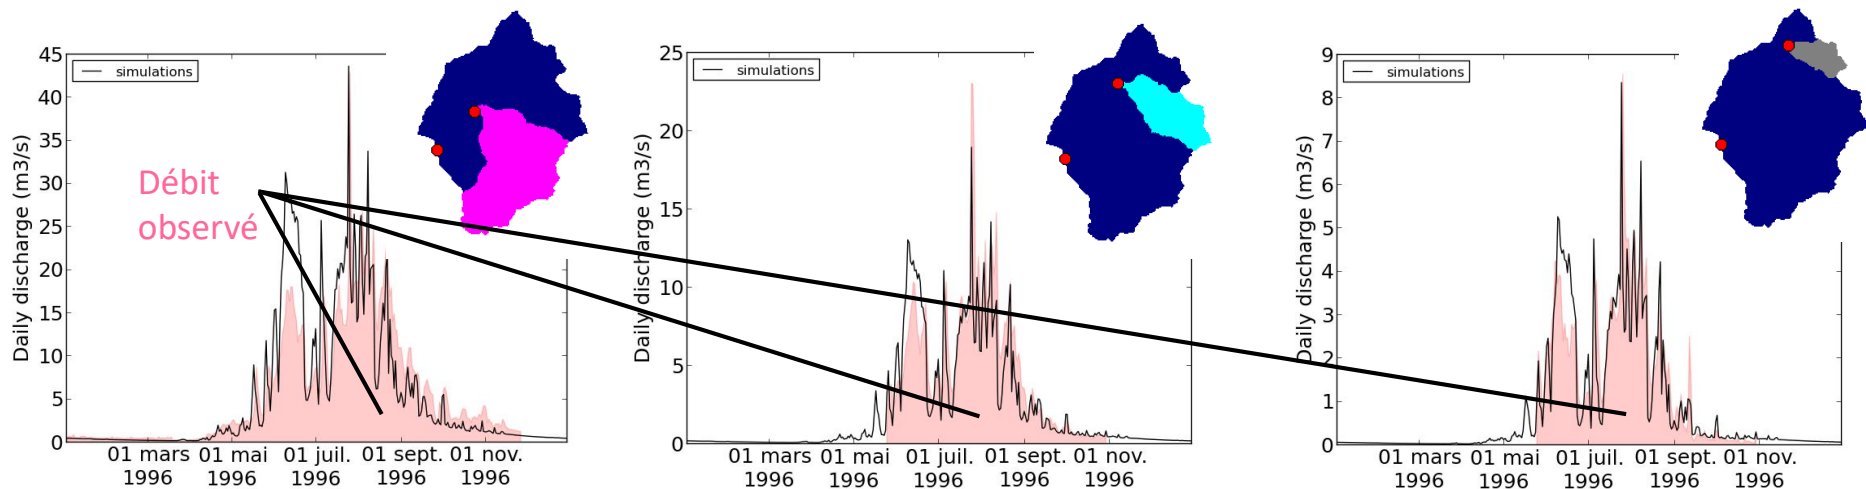 45
40
35
30
25
20
15
10
5
0
Daily discharge (m3/s)
simulations
Débit
observé
01 mars
1996
01 mai
1996
01 juil.
1996
01 sept.
1996
01 nov.
1996
25
20
15
10
5
0
Daily discharge (m3/s)
simulations
01 mars
1996
01 mai
1996
01 juil.
1996
01 sept.
1996
01 nov.
1996
9
8
7
6
5
4
3
2
1
0
Daily discharge (m3/s)
simulations
01 mars
1996
01 mai
1996
01 juil.
1996
01 sept.
1996
01 nov.
1996